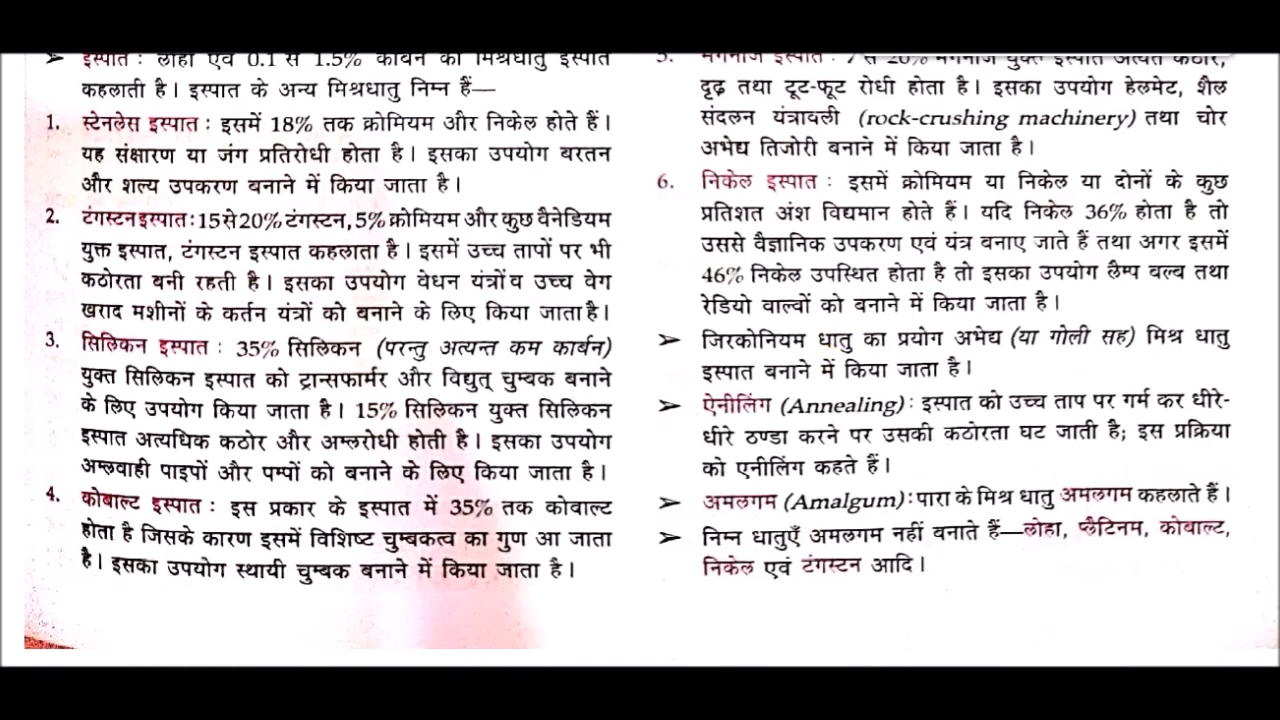 ➢ इस्पात : लोहा एवं 0.1 से 1.5% कार्बन की मिश्रधातु इस्पात
कहलाती है। इस्पात के अन्य मिश्रधातु निम्न हैं—
1. स्टेनलेस इस्पात : इसमें 18% तक क्रोमियम और निकेल होते हैं।
यह संक्षारण या जंग प्रतिरोधी होता है। इसका उपयोग बरतन
और शल्य उपकरण बनाने में किया जाता है।
2. टंगस्टन इस्पात : 15 से 20% टंगस्टन, 5% क्रोमियम और कुछ वैनेडियम
युक्त इस्पात, टंगस्टन इस्पात कहलाता है। इसमें उच्च तापों पर भी
कठोरता बनी रहती है। इसका उपयोग वेधन यंत्रों व उच्च वेग
खराद मशीनों के कर्तन यंत्रों को बनाने के लिए किया जाता है।
3. सिलिकन इस्पात : 35% सिलिकन (परन्तु अत्यन्त कम कार्बन)
युक्त सिलिकन इस्पात को ट्रान्सफार्मर और विद्युत् चुम्बक बनाने
के लिए उपयोग किया जाता है। 15% सिलिकन युक्त सिलिकन
इस्पात अत्यधिक कठोर और अम्लरोधी होती है। इसका उपयोग
अम्लवाही पाइपों और पम्पों को बनाने के लिए किया जाता है।
4. कोबाल्ट इस्पात : इस प्रकार के इस्पात में 35% तक कोबाल्ट
होता है जिसके कारण इसमें विशिष्ट चुम्बकत्व का गुण आ जाता
है। इसका उपयोग स्थायी चुम्बक बनाने में किया जाता है।
5. मैंगनीज इस्पात : 7 से 20% मैंगनीज युक्त इस्पात अत्यंत कठोर,
दृढ़ तथा टूट-फूट रोधी होता है। इसका उपयोग हेलमेट, शैल
संदलन यंत्रावली (rock-crushing machinery) तथा चोर
अभेद्य तिजोरी बनाने में किया जाता है।
6. निकेल इस्पात : इसमें क्रोमियम या निकेल या दोनों के कुछ
प्रतिशत अंश विद्यमान होते हैं। यदि निकेल 36% होता है तो
उससे वैज्ञानिक उपकरण एवं यंत्र बनाए जाते हैं तथा अगर इसमें
46% निकेल उपस्थित होता है तो इसका उपयोग लैम्प बल्ब तथा
रेडियो वाल्वों को बनाने में किया जाता है।
➢ जिरकोनियम धातु का प्रयोग अभेद्य (या गोली सह) मिश्र धातु
इस्पात बनाने में किया जाता है।
➢ ऐनीलिंग (Annealing) : इस्पात को उच्च ताप पर गर्म कर धीरे-
धीरे ठण्डा करने पर उसकी कठोरता घट जाती है; इस प्रक्रिया
को एनीलिंग कहते हैं।
➢ अमलगम (Amalgum) : पारा के मिश्र धातु अमलगम कहलाते हैं।
➢ निम्न धातुएँ अमलगम नहीं बनाते हैं—लोहा, प्लैटिनम, कोबाल्ट,
निकेल एवं टंगस्टन आदि।